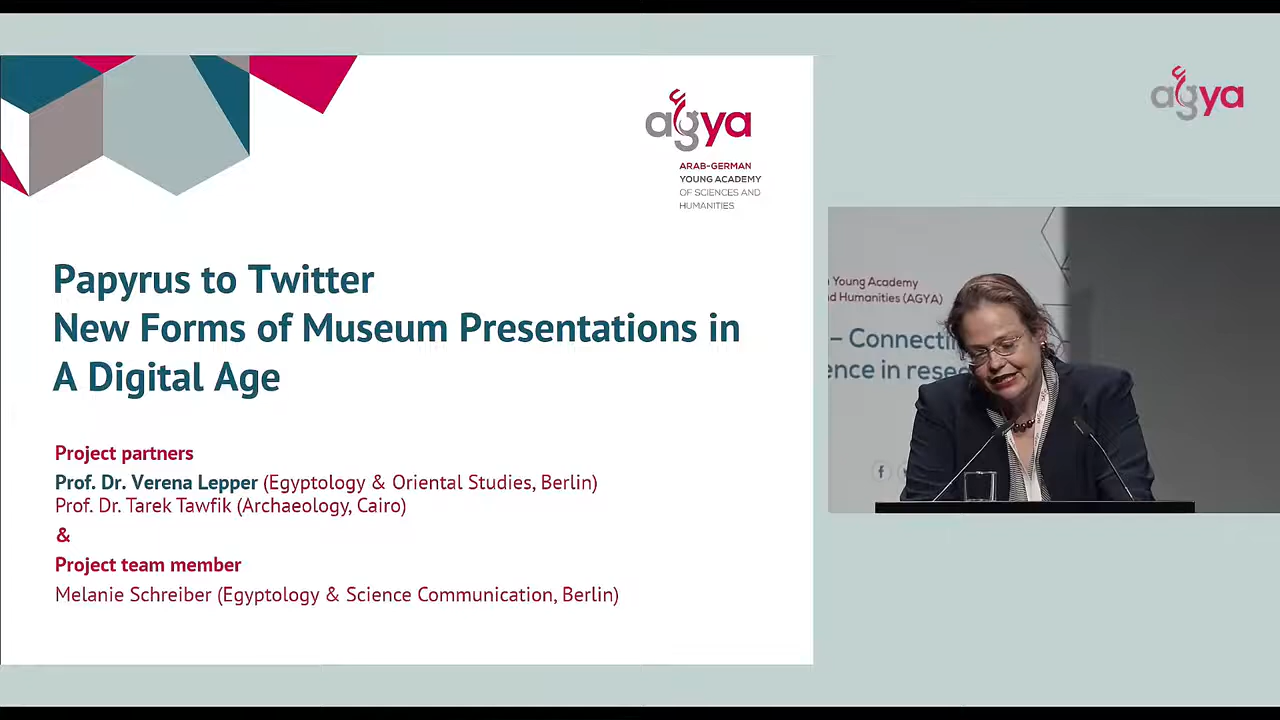 agya
ARAB-GERMAN
YOUNG ACADEMY
OF SCIENCES AND
HUMANITIES
Papyrus to Twitter
New Forms of Museum Presentations in
A Digital Age
Project partners
Prof. Dr. Verena Lepper (Egyptology & Oriental Studies, Berlin)
Prof. Dr. Tarek Tawfik (Archaeology, Cairo)
&
Project team member
Melanie Schreiber (Egyptology & Science Communication, Berlin)
agya
Young Academy
d Humanities (AGYA)
– Connecti
ence in resea
f